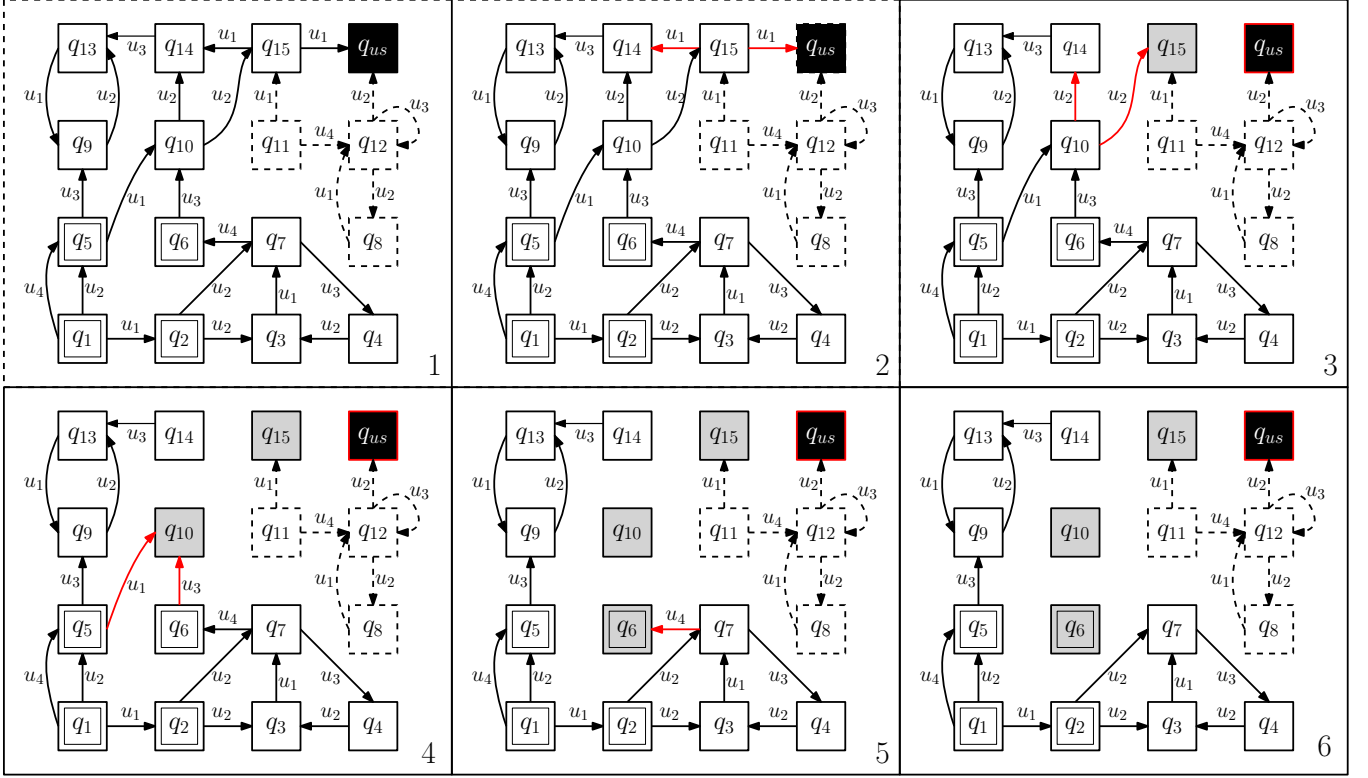 q13 u3 q14 u1 q15 u1 qus
u1 u2 u2 u2 u1 u2 u3
q9 q10 q11 u4 q12
u3 u1 u3 u1 u2
q5 q6 u4 q7 q8
u4 u2 u2 u1 u3
q1 u1 q2 u2 q3 u2 q4
1
q13 u3 q14 u1 q15 u1 qus
u1 u2 u2 u2 u1 u2 u3
q9 q10 q11 u4 q12
u3 u1 u3 u1 u2
q5 q6 u4 q7 q8
u4 u2 u2 u1 u3
q1 u1 q2 u2 q3 u2 q4
2
q13 u3 q14 q15 qus
u1 u2 u2 u2 u1 u2 u3
q9 q10 q11 u4 q12
u3 u1 u3 u1 u2
q5 q6 u4 q7 q8
u4 u2 u2 u1 u3
q1 u1 q2 u2 q3 u2 q4
3
q13 u3 q14 q15 qus
u1 u2 u1 u2 u3
q9 q10 q11 u4 q12
u3 u1 u3 u1 u2
q5 q6 u4 q7 q8
u4 u2 u2 u1 u3
q1 u1 q2 u2 q3 u2 q4
4
q13 u3 q14 q15 qus
u1 u2 u1 u2 u3
q9 q10 q11 u4 q12
u3 u1 u2
q5 q6 u4 q7 q8
u4 u2 u2 u1 u3
q1 u1 q2 u2 q3 u2 q4
5
q13 u3 q14 q15 qus
u1 u2 u1 u2 u3
q9 q10 q11 u4 q12
u3 u1 u2
q5 q6 q7 q8
u4 u2 u2 u1 u3
q1 u1 q2 u2 q3 u2 q4
6